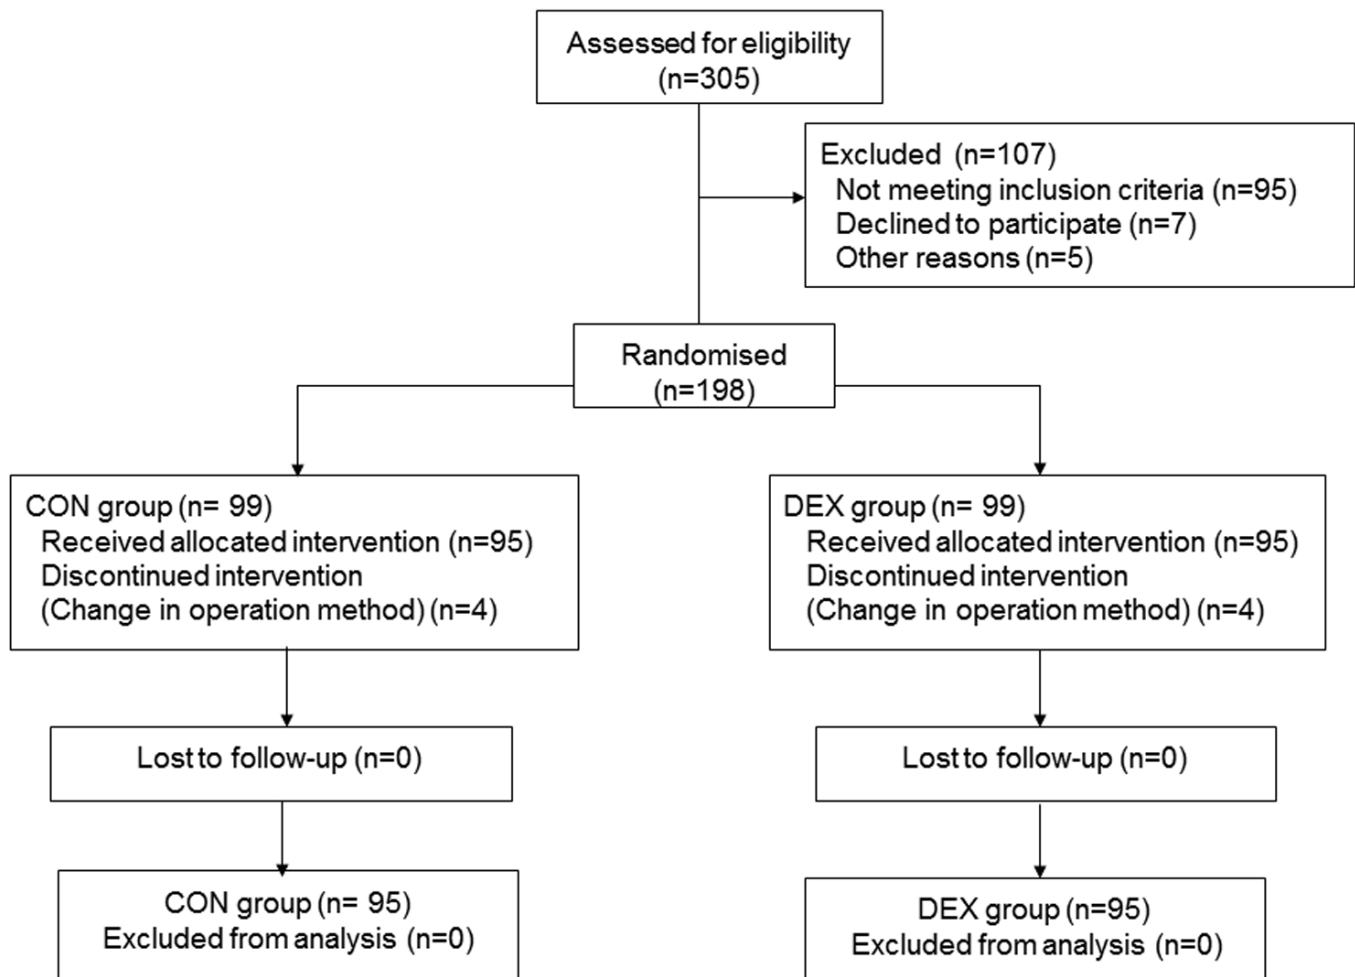 Assessed for eligibility
(n=305)
Excluded (n=107)
Not meeting inclusion criteria (n=95)
Declined to participate (n=7)
Other reasons (n=5)
Randomised
(n=198)
CON group (n= 99)
Received allocated intervention (n=95)
Discontinued intervention
(Change in operation method) (n=4)
DEX group (n= 99)
Received allocated intervention (n=95)
Discontinued intervention
(Change in operation method) (n=4)
Lost to follow-up (n=0)
Lost to follow-up (n=0)
CON group (n= 95)
Excluded from analysis (n=0)
DEX group (n=95)
Excluded from analysis (n=0)